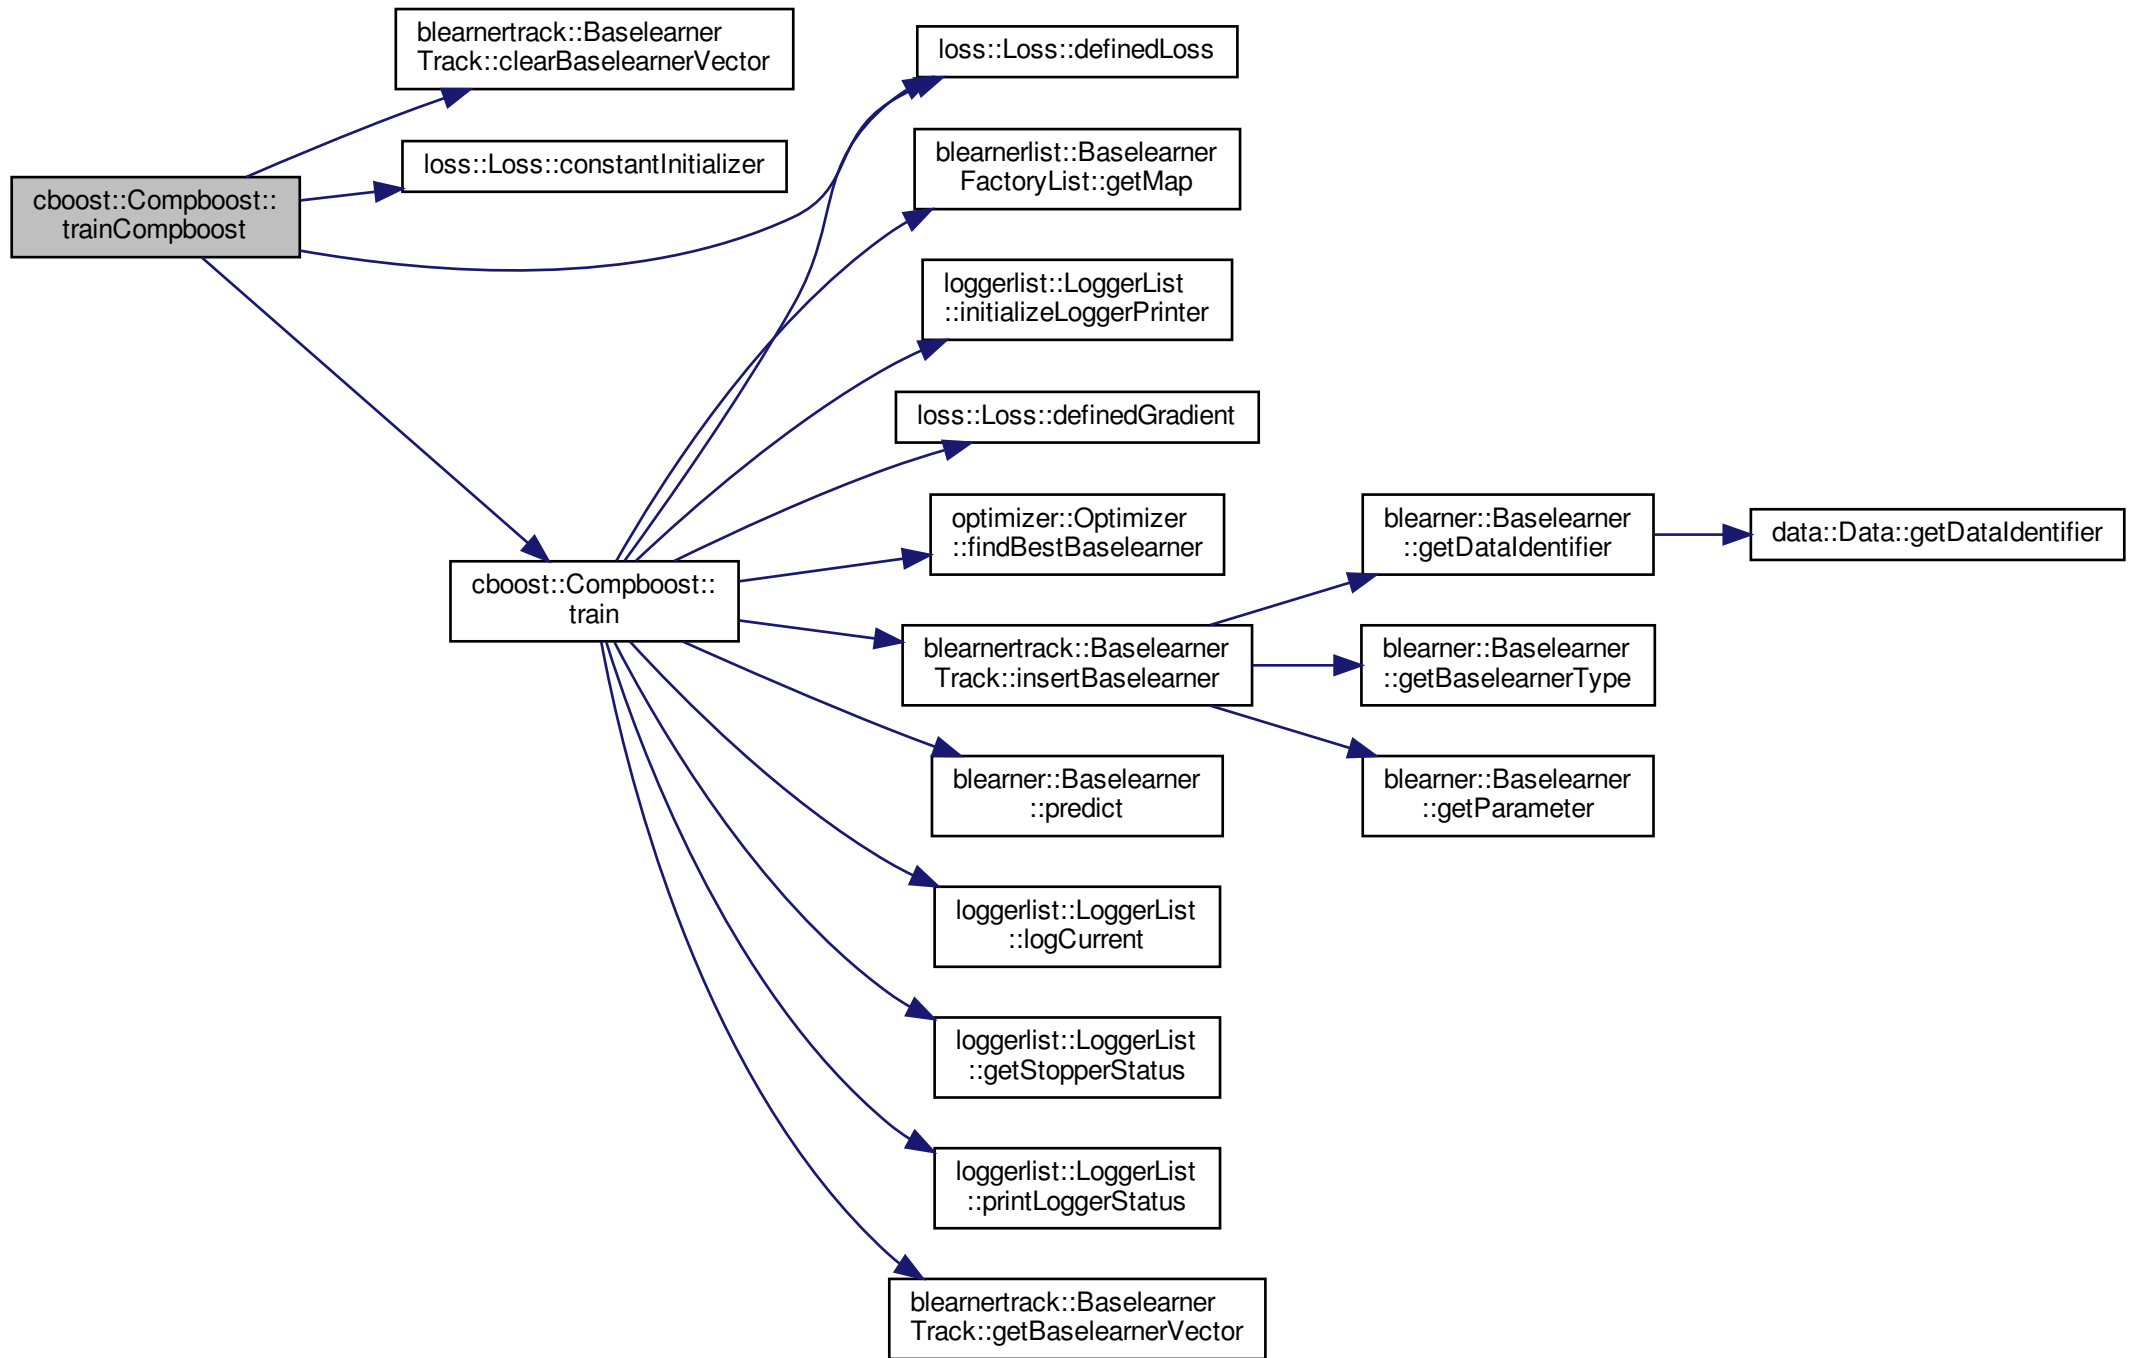 blearnertrack::Baselearner
Track::clearBaselearnerVector
loss::Loss::constantInitializer
cboost::Compboost::
trainCompboost
cboost::Compboost::
train
loss::Loss::definedLoss
blearnerlist::Baselearner
FactoryList::getMap
loggerlist::LoggerList
::initializeLoggerPrinter
loss::Loss::definedGradient
optimizer::Optimizer
::findBestBaselearner
blearnertrack::Baselearner
Track::insertBaselearner
blearner::Baselearner
::predict
loggerlist::LoggerList
::logCurrent
loggerlist::LoggerList
::getStopperStatus
loggerlist::LoggerList
::printLoggerStatus
blearnertrack::Baselearner
Track::getBaselearnerVector
blearner::Baselearner
::getDataIdentifier
blearner::Baselearner
::getBaselearnerType
blearner::Baselearner
::getParameter
data::Data::getDataIdentifier